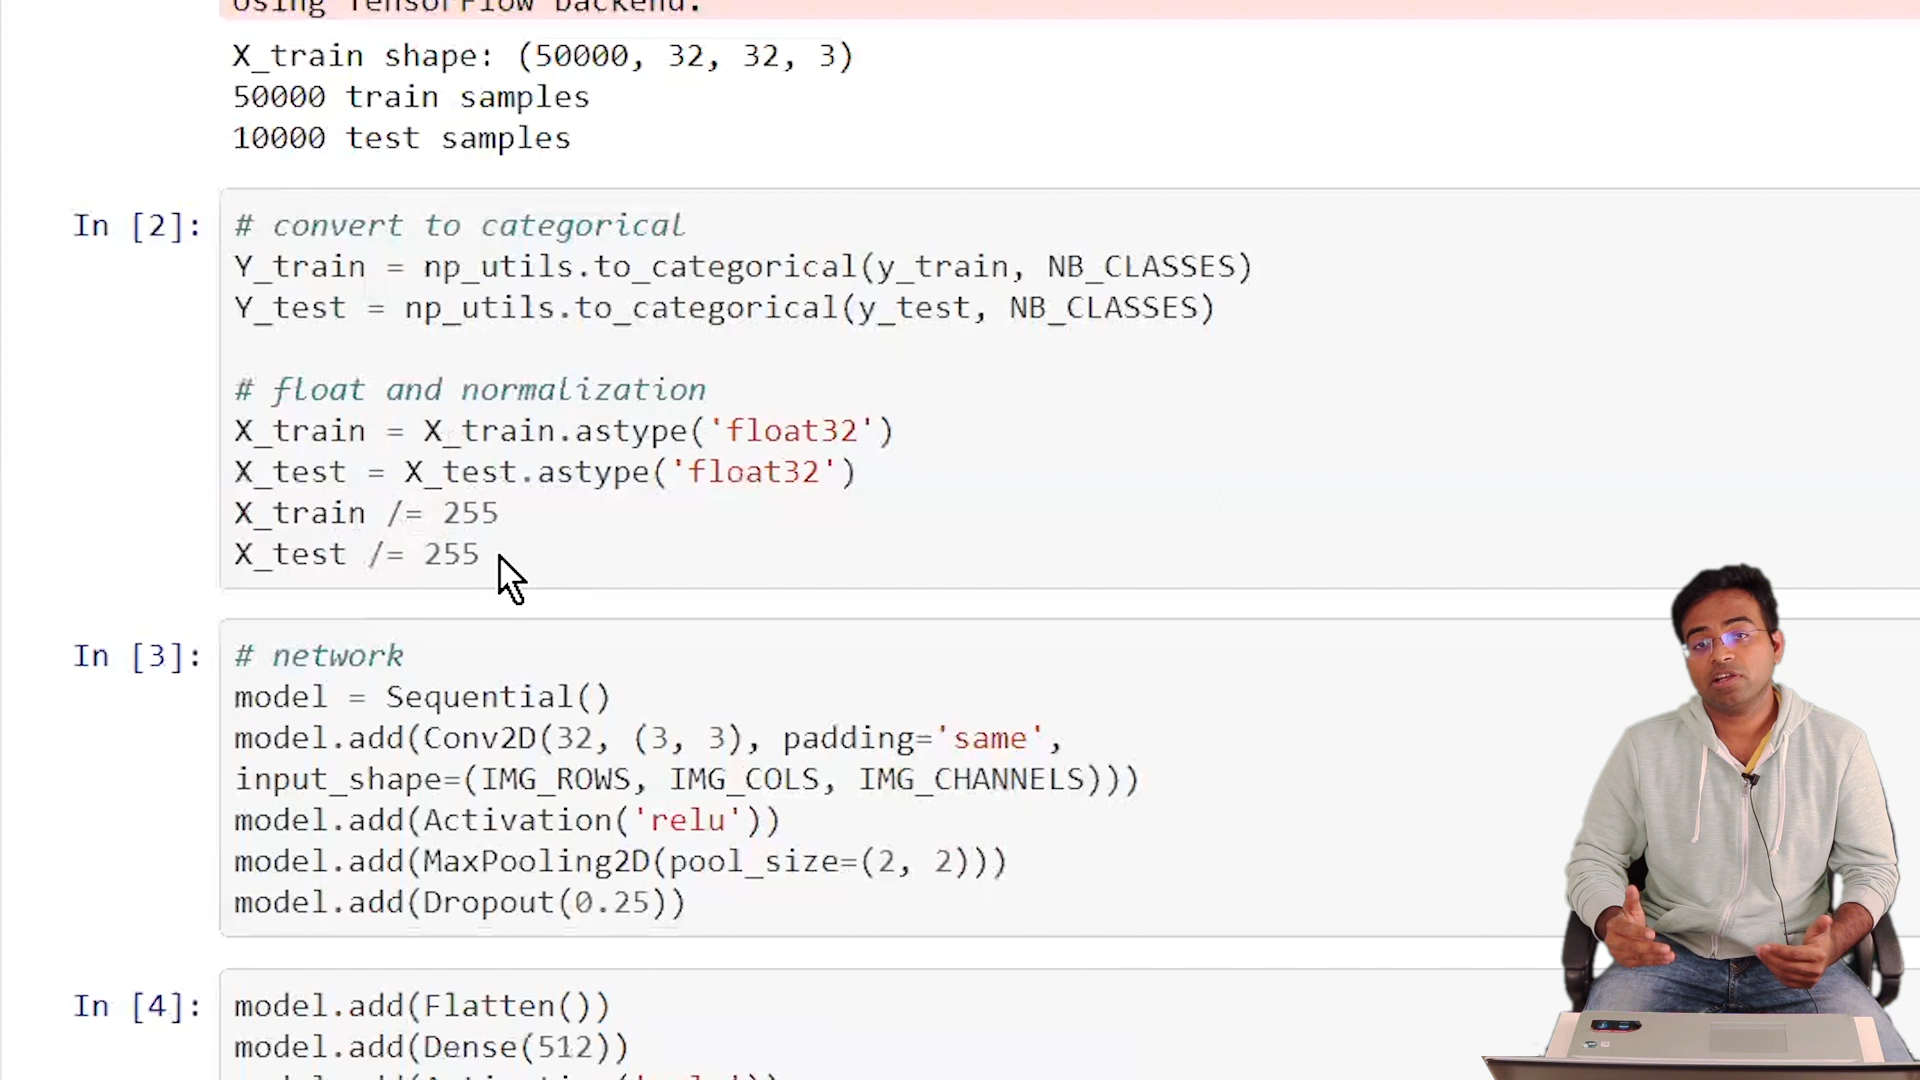 Using TensorFlow backend.
X_train shape: (50000, 32, 32, 3)
50000 train samples
10000 test samples
In [2]:
# convert to categorical
Y_train = np_utils.to_categorical(y_train, NB_CLASSES)
Y_test = np_utils.to_categorical(y_test, NB_CLASSES)
# float and normalization
X_train = X_train.astype('float32')
X_test = X_test.astype('float32')
X_train /= 255
X_test /= 255
In [3]:
# network
model = Sequential()
model.add(Conv2D(32, (3, 3), padding='same',
input_shape=(IMG_ROWS, IMG_COLS, IMG_CHANNELS)))
model.add(Activation('relu'))
model.add(MaxPooling2D(pool_size=(2, 2)))
model.add(Dropout(0.25))
In [4]:
model.add(Flatten())
model.add(Dense(512))